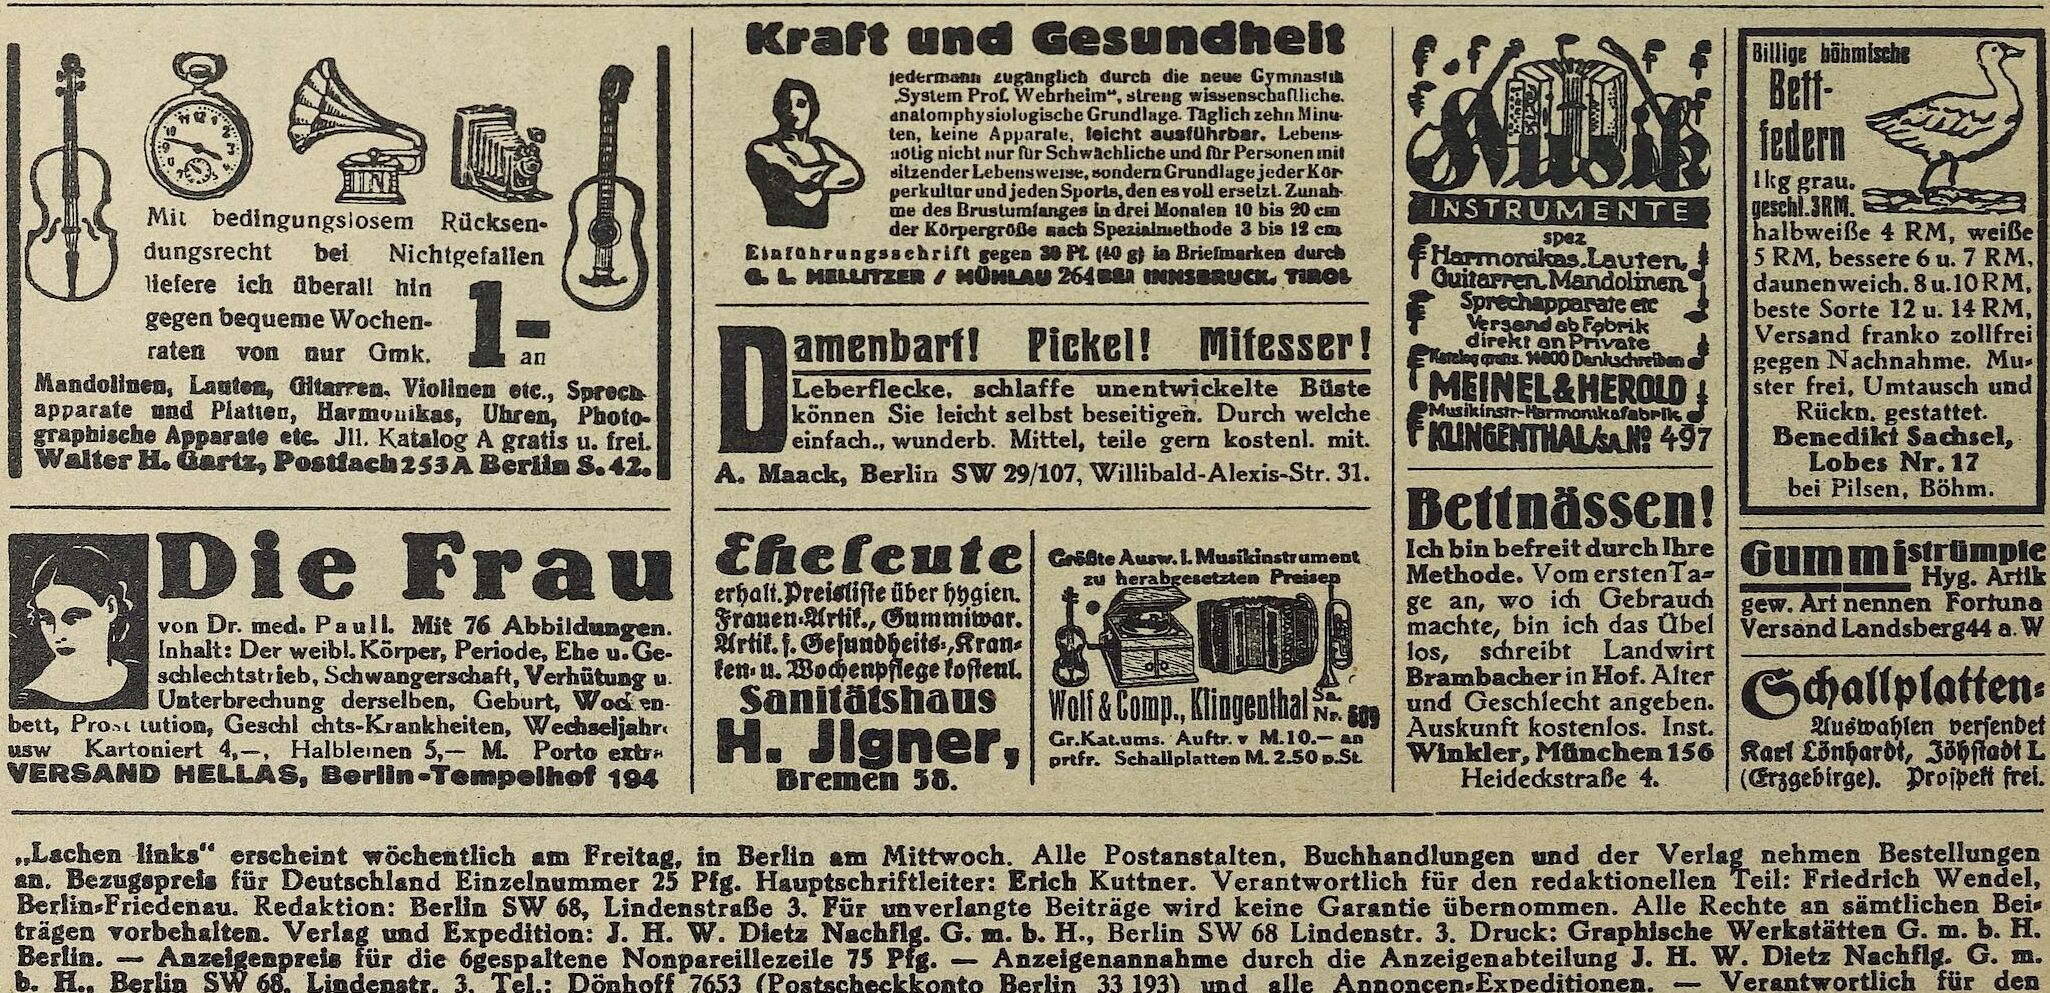 Mit bedingungslosem Rücksen-
dungsrecht bei Nichtgefallen
liefere ich überall hin
gegen bequeme Wochen-
raten von nur Gmk. 1- an
Mandolinen, Lauten, Gitarren, Violinen etc., Sprech-
apparate und Platten, Harmonikas, Uhren, Photo-
graphische Apparate etc. Jll. Katalog A gratis u. frei.
Walter H. Gartz, Postfach 253 A Berlin S. 42.
Die Frau
von Dr. med. Paull. Mit 76 Abbildungen.
Inhalt: Der weibl. Körper, Periode, Ehe u. Ge-
schlechtstrieb, Schwangerschaft, Verhütung u.
Unterbrechung derselben, Geburt, Wochen-
bett, Prostitution, Geschlechts-Krankheiten, Wechseljahre
usw Kartoniert 4,—, Halbleinen 5,— M. Porto extra
VERSAND HELLAS, Berlin-Tempelhof 194
Kraft und Gesundheit
jedermann zugänglich durch die neue Gymnastik
„System Prof. Wehrheim“, streng wissenschaftliche,
anatomphysiologische Grundlage. Täglich zehn Minu-
ten, keine Apparate, leicht ausführbar. Lebens-
nötig nicht nur für Schwächliche und für Personen mit
sitzender Lebensweise, sondern Grundlage jeder Kör-
perkultur und jeden Sports, den es voll ersetzt. Zunah-
me des Brustumfanges in drei Monaten 10 bis 20 cm
der Körpergröße nach Spezialmethode 3 bis 12 cm
Einführungsschrift gegen 30 Pf. (40 g) in Briefmarken durch
G. L. MELLITZER / MÜHLAU 264 BEI INNSBRUCK, TIROL
Damenbart! Pickel! Mitesser!
Leberflecke, schlaffe unentwickelte Büste
können Sie leicht selbst beseitigen. Durch welche
einfach., wunderb. Mittel, teile gern kostenl. mit.
A. Maack, Berlin SW 29/107, Willibald-Alexis-Str. 31.
Eheleute
erhalt. Preisliste über hygien.
Frauen-Artik., Gummiwar.
Artik. f. Gesundheits-, Kran-
ken- u. Wochenpflege kostenl.
Sanitätshaus
H. Jlgner,
Bremen 58.
Größte Ausw. i. Musikinstrument
zu herabgesetzten Preisen
Wolf & Comp., Klingenthal Sa. Nr. 509
Gr. Kat. ums. Auftr. v M. 10.— an
prtfr. Schallplatten M. 2.50 p. St.
Musik
INSTRUMENTE
spez
Harmonikas, Lauten,
Guitarren, Mandolinen
Sprechapparate etc
Versand ab Fabrik
direkt an Private
Katalog gratis. 14000 Dankschreiben
MEINEL & HEROLD
Musikinstr-Harmonikafabrik
KLINGENTHAL/SA. No 497
Bettnässen!
Ich bin befreit durch Ihre
Methode. Vom ersten Ta-
ge an, wo ich Gebrauch
machte, bin ich das Übel
los, schreibt Landwirt
Brambacher in Hof. Alter
und Geschlecht angeben.
Auskunft kostenlos. Inst.
Winkler, München 156
Heideckstraße 4.
Billige böhmische
Bett-
federn
1 kg grau.
geschl. 3 RM.
halbweiße 4 RM, weiße
5 RM, bessere 6 u. 7 RM,
daunenweich. 8 u. 10 RM,
beste Sorte 12 u. 14 RM,
Versand franko zollfrei
gegen Nachnahme. Mu-
ster frei, Umtausch und
Rückn. gestattet.
Benedikt Sachsel,
Lobes Nr. 17
bei Pilsen, Böhm.
Gummistrümpfe
Hyg. Artik
gew. Art nennen Fortuna
Versand Landsberg 44 a. W
Schallplatten-
Auswahlen versendet
Karl Lönhardt, Jöhstadt L
(Erzgebirge). Prospekt frei.
„Lachen links“ erscheint wöchentlich am Freitag, in Berlin am Mittwoch. Alle Postanstalten, Buchhandlungen und der Verlag nehmen Bestellungen
an. Bezugspreis für Deutschland Einzelnummer 25 Pfg. Hauptschriftleiter: Erich Kuttner. Verantwortlich für den redaktionellen Teil: Friedrich Wendel,
Berlin-Friedenau. Redaktion: Berlin SW 68, Lindenstraße 3. Für unverlangte Beiträge wird keine Garantie übernommen. Alle Rechte an sämtlichen Bei-
trägen vorbehalten. Verlag und Expedition: J. H. W. Dietz Nachflg. G. m. b. H., Berlin SW 68 Lindenstr. 3. Druck: Graphische Werkstätten G. m. b. H.
Berlin. — Anzeigenpreis für die 6gespaltene Nonpareillezeile 75 Pfg. — Anzeigenannahme durch die Anzeigenabteilung J. H. W. Dietz Nachflg. G. m.
b. H., Berlin SW 68, Lindenstr. 3. Tel.: Dönhoff 7653 (Postscheckkonto Berlin 33 193) und alle Annoncen-Expeditionen. — Verantwortlich für den